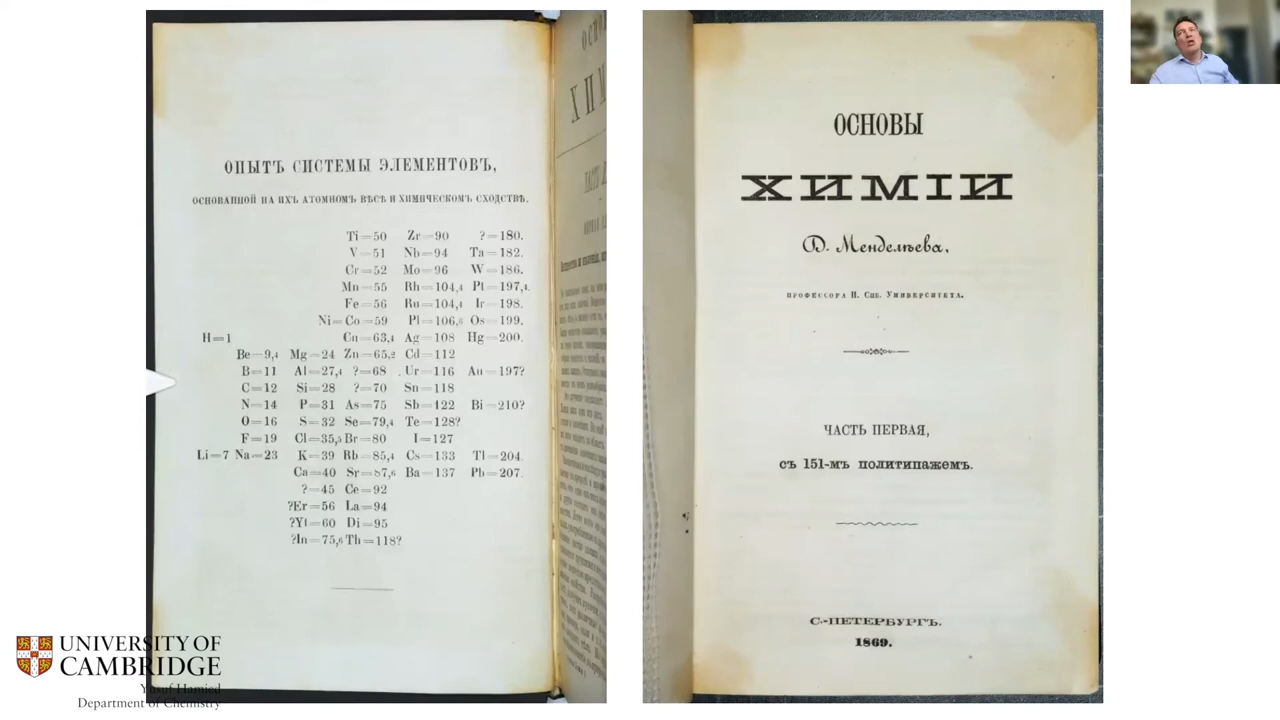 ОПЫТЪ СИСТЕМЫ ЭЛЕМЕНТОВЪ,
ОСНОВАННОЙ НА ИХЪ АТОМНОМЪ ВѢСѢ И ХИМИЧЕСКОМЪ СХОДСТВѢ.
Ti=50 Zr=90 ?=180.
V=51 Nb=94 Ta=182.
Cr=52 Mo=96 W=186.
Mn=55 Rh=104,4 Pt=197,4.
Fe=56 Ru=104,4 Ir=198.
Ni=Co=59 Pl=106,6 Os=199.
H=1 Cu=63,4 Ag=108 Hg=200.
Be=9,4 Mg=24 Zn=65,2 Cd=112
B=11 Al=27,4 ?=68 Ur=116 Au=197?
C=12 Si=28 ?=70 Sn=118
N=14 P=31 As=75 Sb=122 Bi=210?
O=16 S=32 Se=79,4 Te=128?
F=19 Cl=35,5 Br=80 I=127
Li=7 Na=23 K=39 Rb=85,4 Cs=133 Tl=204.
Ca=40 Sr=87,6 Ba=137 Pb=207.
?=45 Ce=92
?Er=56 La=94
?Yt=60 Di=95
?In=75,6 Th=118?
ОСНОВЫ
ХИМІИ
Д. Менделѣева,
ПРОФЕССОРА И. СПБ. УНИВЕРСИТЕТА.
ЧАСТЬ ПЕРВАЯ,
съ 151-мъ политипажемъ.
С.-ПЕТЕРБУРГЪ.
1869.
UNIVERSITY OF
CAMBRIDGE
Yusuf Hamied
Department of Chemistry